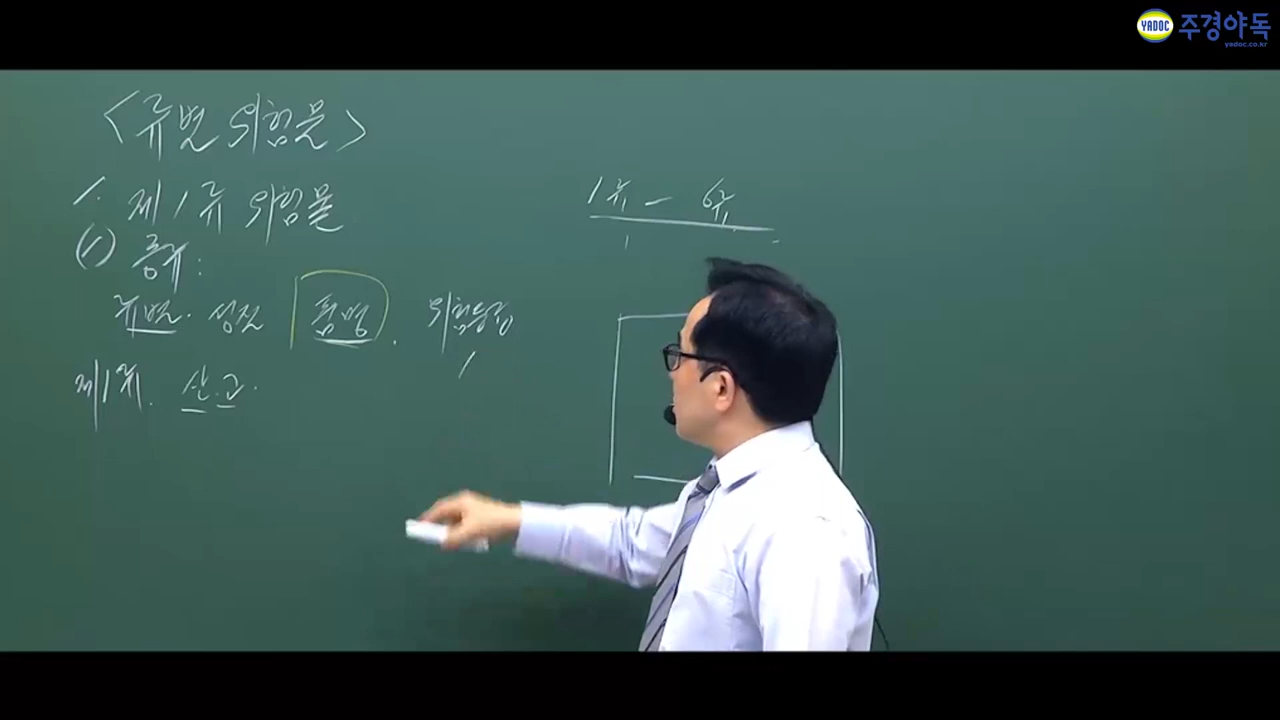 YADOC 주경야독
yadoc.co.kr
<류별 위험물>
1. 제1류 위험물
1류 - 6류
(1) 종류:
류별. 성질 품명. 위험등급
제1류. 산.고.